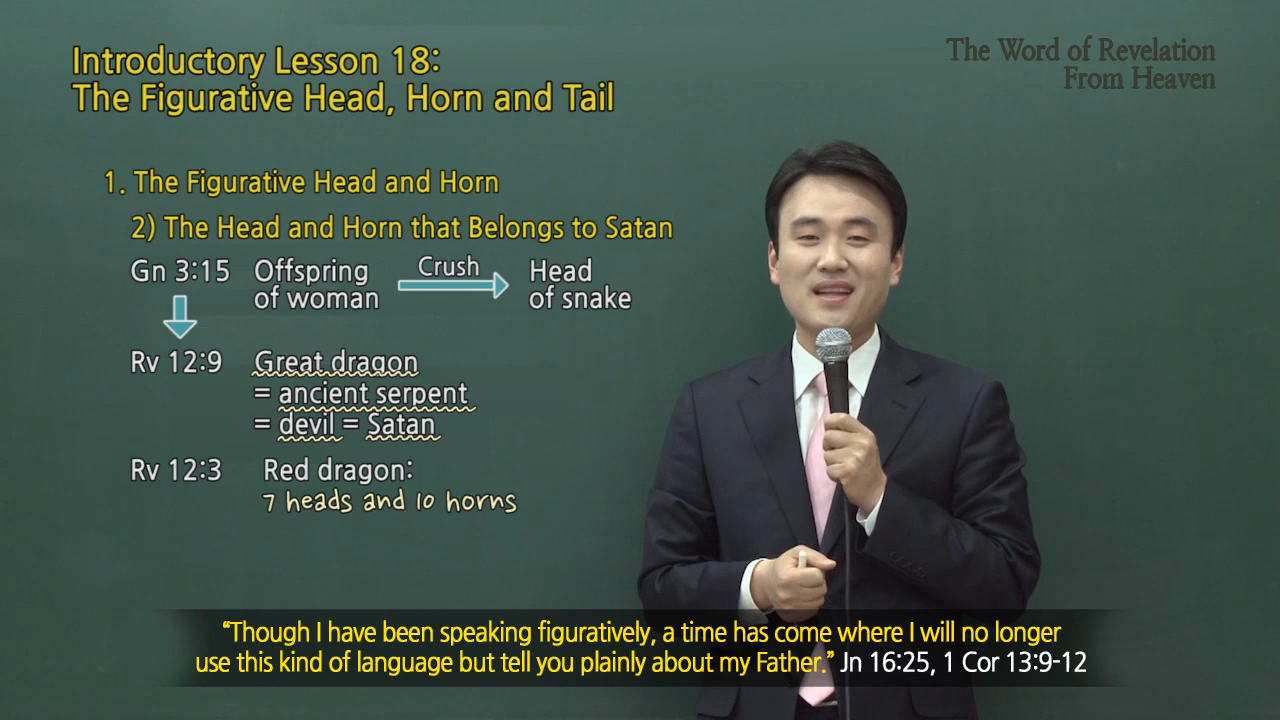 Introductory Lesson 18:
The Figurative Head, Horn and Tail
The Word of Revelation
From Heaven
1. The Figurative Head and Horn
2) The Head and Horn that Belongs to Satan
Gn 3:15 Offspring of woman Crush Head of snake
Rv 12:9 Great dragon
= ancient serpent
= devil = Satan
Rv 12:3 Red dragon:
7 heads and 10 horns
“Though I have been speaking figuratively, a time has come where I will no longer
use this kind of language but tell you plainly about my Father.” Jn 16:25, 1 Cor 13:9-12